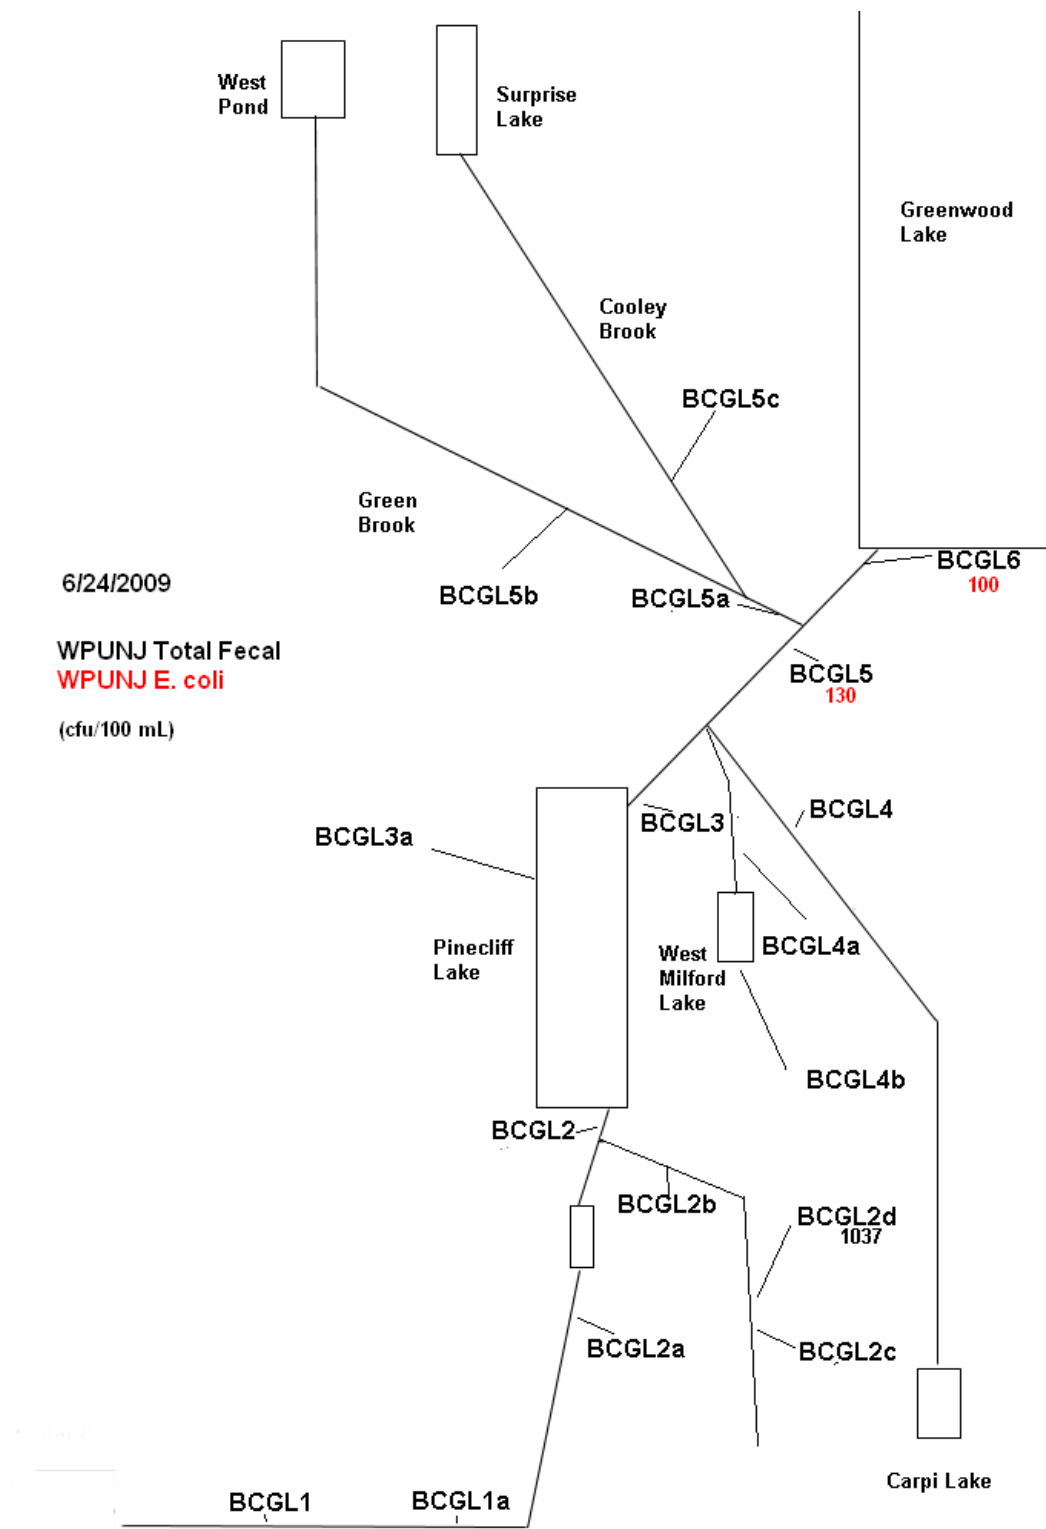 West
Pond
Surprise
Lake
Greenwood
Lake
Cooley
Brook
BCGL5c
Green
Brook
BCGL6
100
6/24/2009
BCGL5b
BCGL5a
WPUNJ Total Fecal
WPUNJ E. coli
BCGL5
130
(cfu/100 mL)
BCGL4
BCGL3
BCGL3a
Pinecliff
Lake
West
Milford
Lake
BCGL4a
BCGL4b
BCGL2
BCGL2b
BCGL2d
1037
BCGL2a
BCGL2c
Carpi Lake
BCGL1
BCGL1a